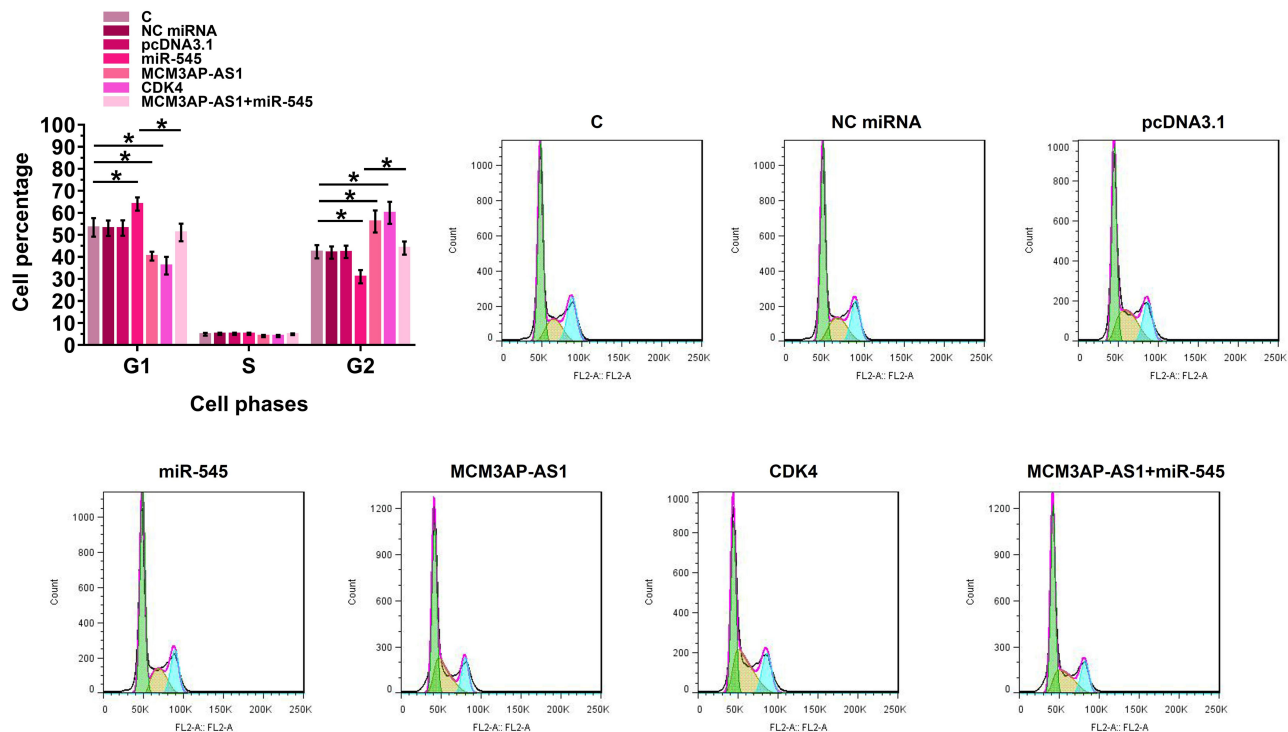 C
NC miRNA
pcDNA3.1
miR-545
MCM3AP-AS1
CDK4
MCM3AP-AS1+miR-545
Cell percentage
100
90
80
70
60
50
40
30
20
10
0
* * * *
* * * *
G1 S G2
Cell phases
C
Count
1000
800
600
400
200
0
0 50K 100K 150K 200K 250K
FL2-A:: FL2-A
NC miRNA
Count
1000
800
600
400
200
0
0 50K 100K 150K 200K 250K
FL2-A:: FL2-A
pcDNA3.1
Count
1000
800
600
400
200
0
0 50K 100K 150K 200K 250K
FL2-A:: FL2-A
miR-545
Count
1000
800
600
400
200
0
0 50K 100K 150K 200K 250K
FL2-A:: FL2-A
MCM3AP-AS1
Count
1200
900
600
300
0
0 50K 100K 150K 200K 250K
FL2-A:: FL2-A
CDK4
Count
1000
800
600
400
200
0
0 50K 100K 150K 200K 250K
FL2-A:: FL2-A
MCM3AP-AS1+miR-545
Count
1200
900
600
300
0
0 50K 100K 150K 200K 250K
FL2-A:: FL2-A